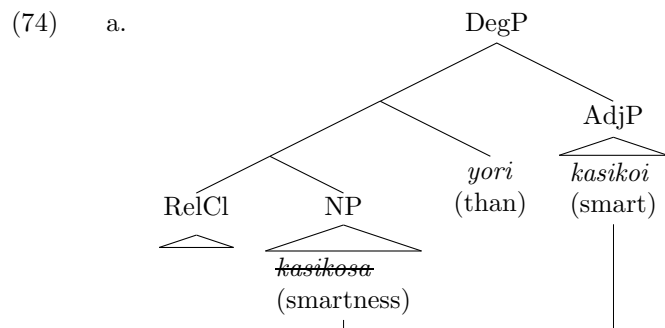 (74) a. DegP
AdjP
yori kasikoi
RelCl NP (than) (smart)
kasikosa
(smartness)